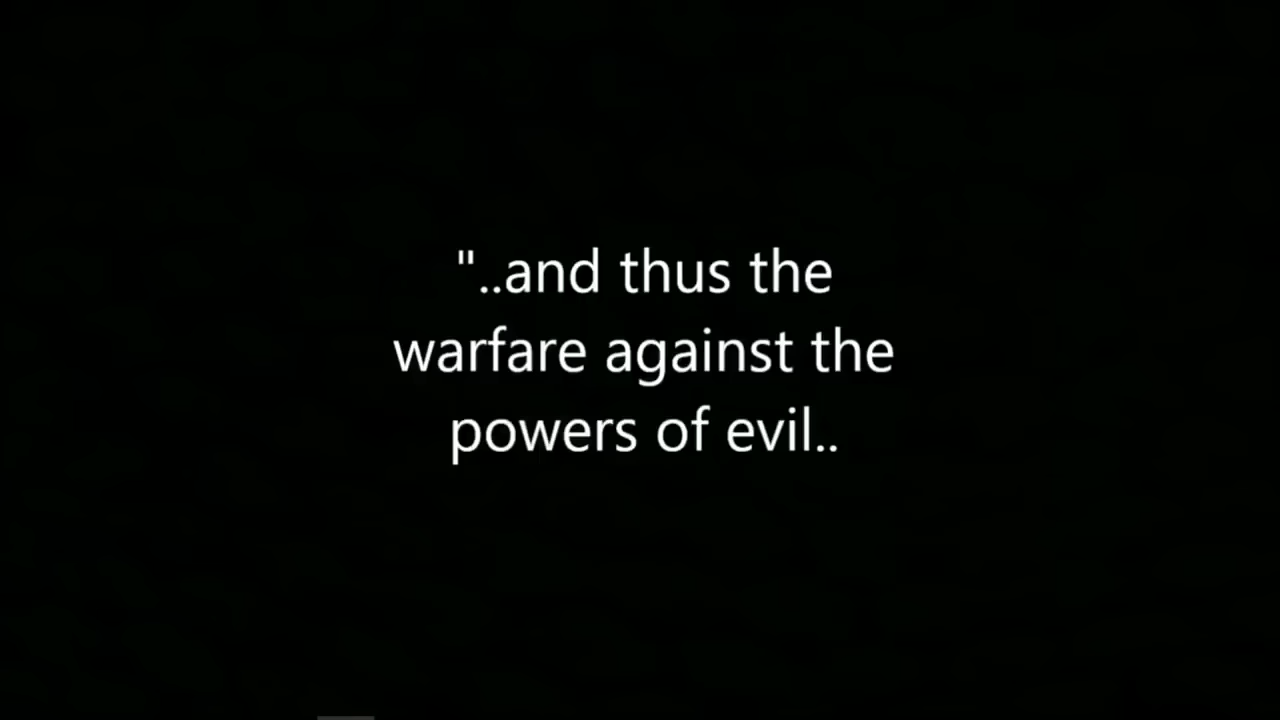 "..and thus the
warfare against the
powers of evil..